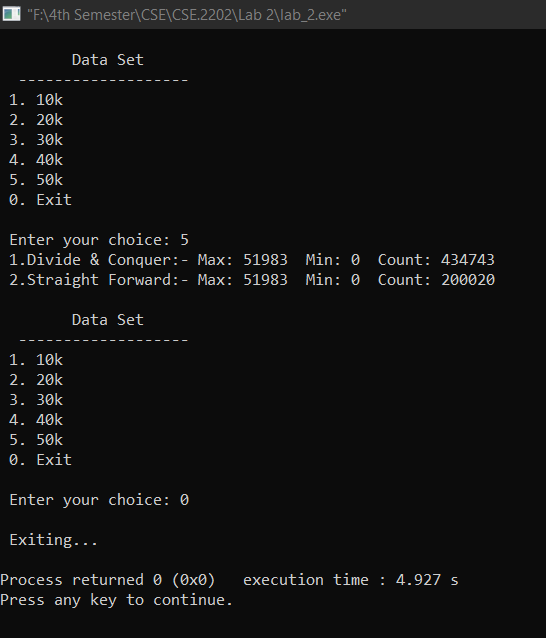 "F:\4th Semester\CSE\CSE.2202\Lab 2\lab_2.exe"
Data Set
-------------------
1. 10k
2. 20k
3. 30k
4. 40k
5. 50k
0. Exit
Enter your choice: 5
1.Divide & Conquer:- Max: 51983  Min: 0  Count: 434743
2.Straight Forward:- Max: 51983  Min: 0  Count: 200020
Data Set
-------------------
1. 10k
2. 20k
3. 30k
4. 40k
5. 50k
0. Exit
Enter your choice: 0
Exiting...
Process returned 0 (0x0)   execution time : 4.927 s
Press any key to continue.